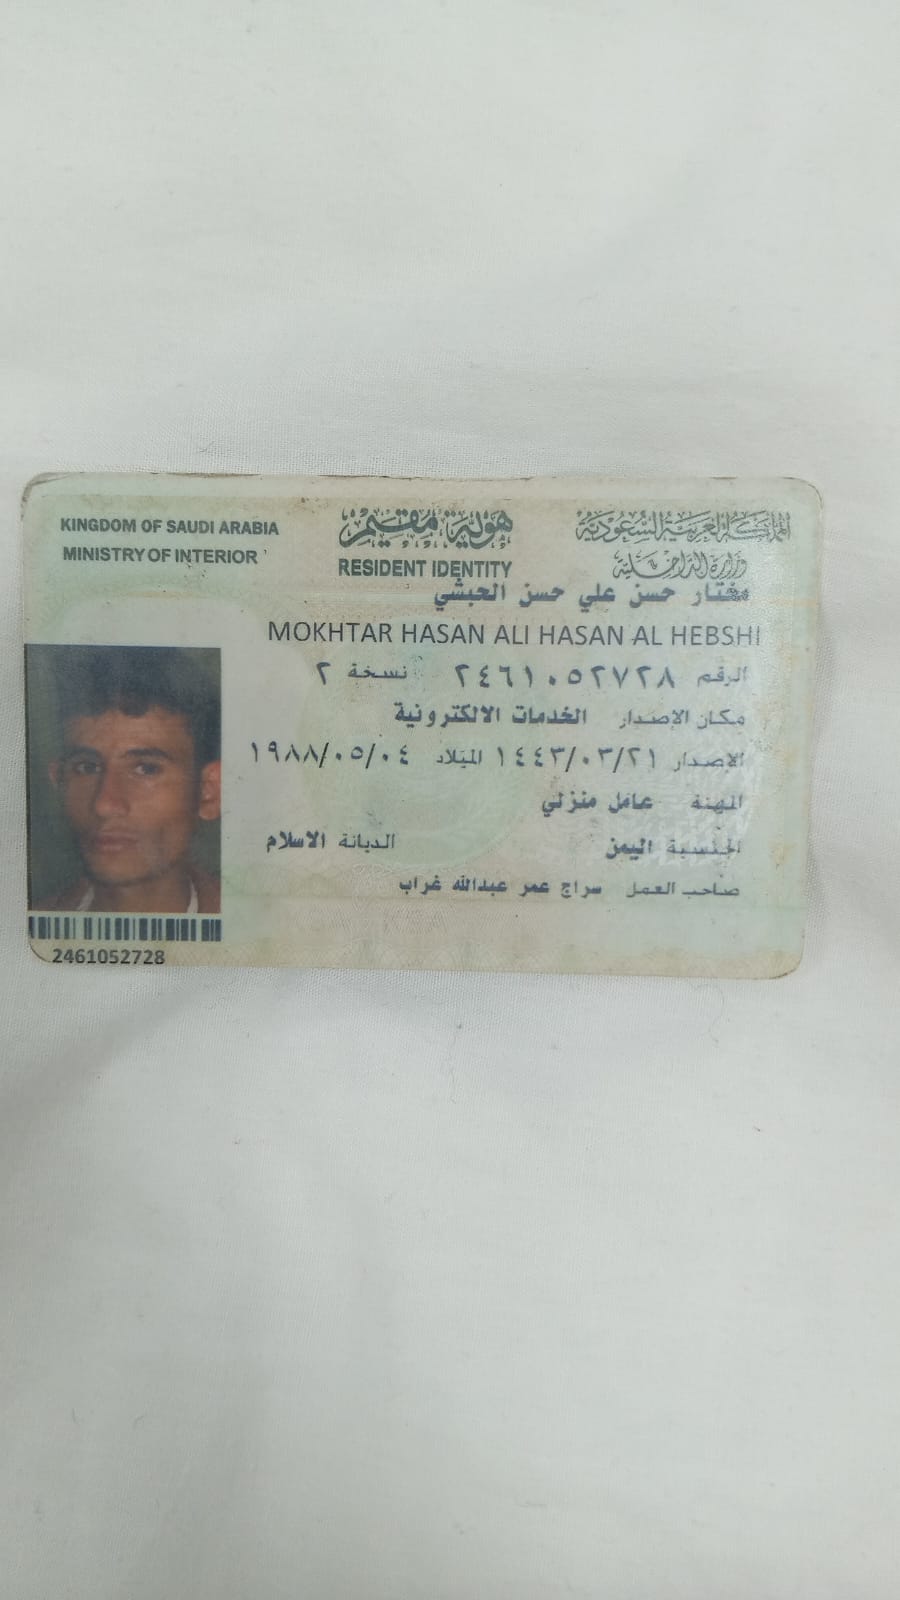 KINGDOM OF SAUDI ARABIA
MINISTRY OF INTERIOR
هوية مقيم
RESIDENT IDENTITY
المملكة العربية السعودية
وزارة الداخلية
مختار حسن علي حسن الحبشي
MOKHTAR HASAN ALI HASAN AL HEBSHI
الرقم ٢٤٦١٠٥٢٧٢٨ نسخة ٢
مكان الإصدار الخدمات الالكترونية
الإصدار ١٤٤٣/٠٣/٢١ الميلاد ١٩٨٨/٠٥/٠٤
المهنة عامل منزلي
الجنسية اليمن الديانة الاسلام
صاحب العمل سراج عمر عبدالله غراب
2461052728